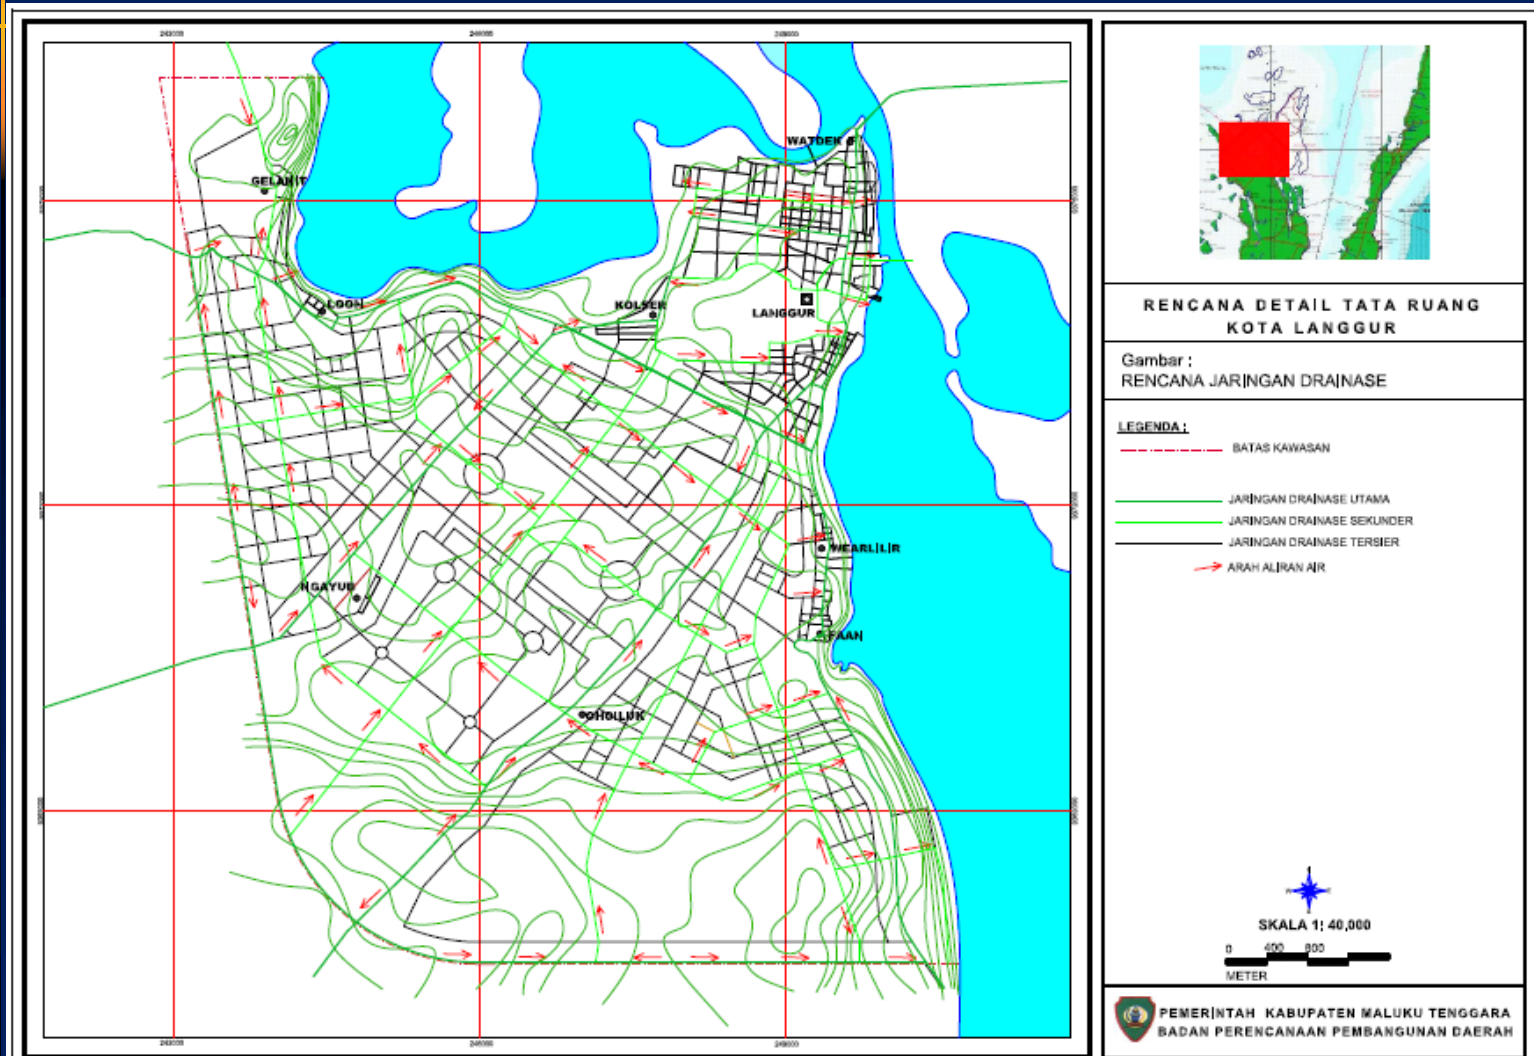 WATDEK
GELANIT
LOON
KOLSER
LANGGUR
WEARLILIR
NGAYUB
FAAN
OHOILUK
RENCANA DETAIL TATA RUANG
KOTA LANGGUR
Gambar :
RENCANA JARINGAN DRAINASE
LEGENDA :
BATAS KAWASAN
JARINGAN DRAINASE UTAMA
JARINGAN DRAINASE SEKUNDER
JARINGAN DRAINASE TERSIER
ARAH ALIRAN AIR
SKALA 1: 40,000
0 400 800
METER
PEMERINTAH KABUPATEN MALUKU TENGGARA
BADAN PERENCANAAN PEMBANGUNAN DAERAH